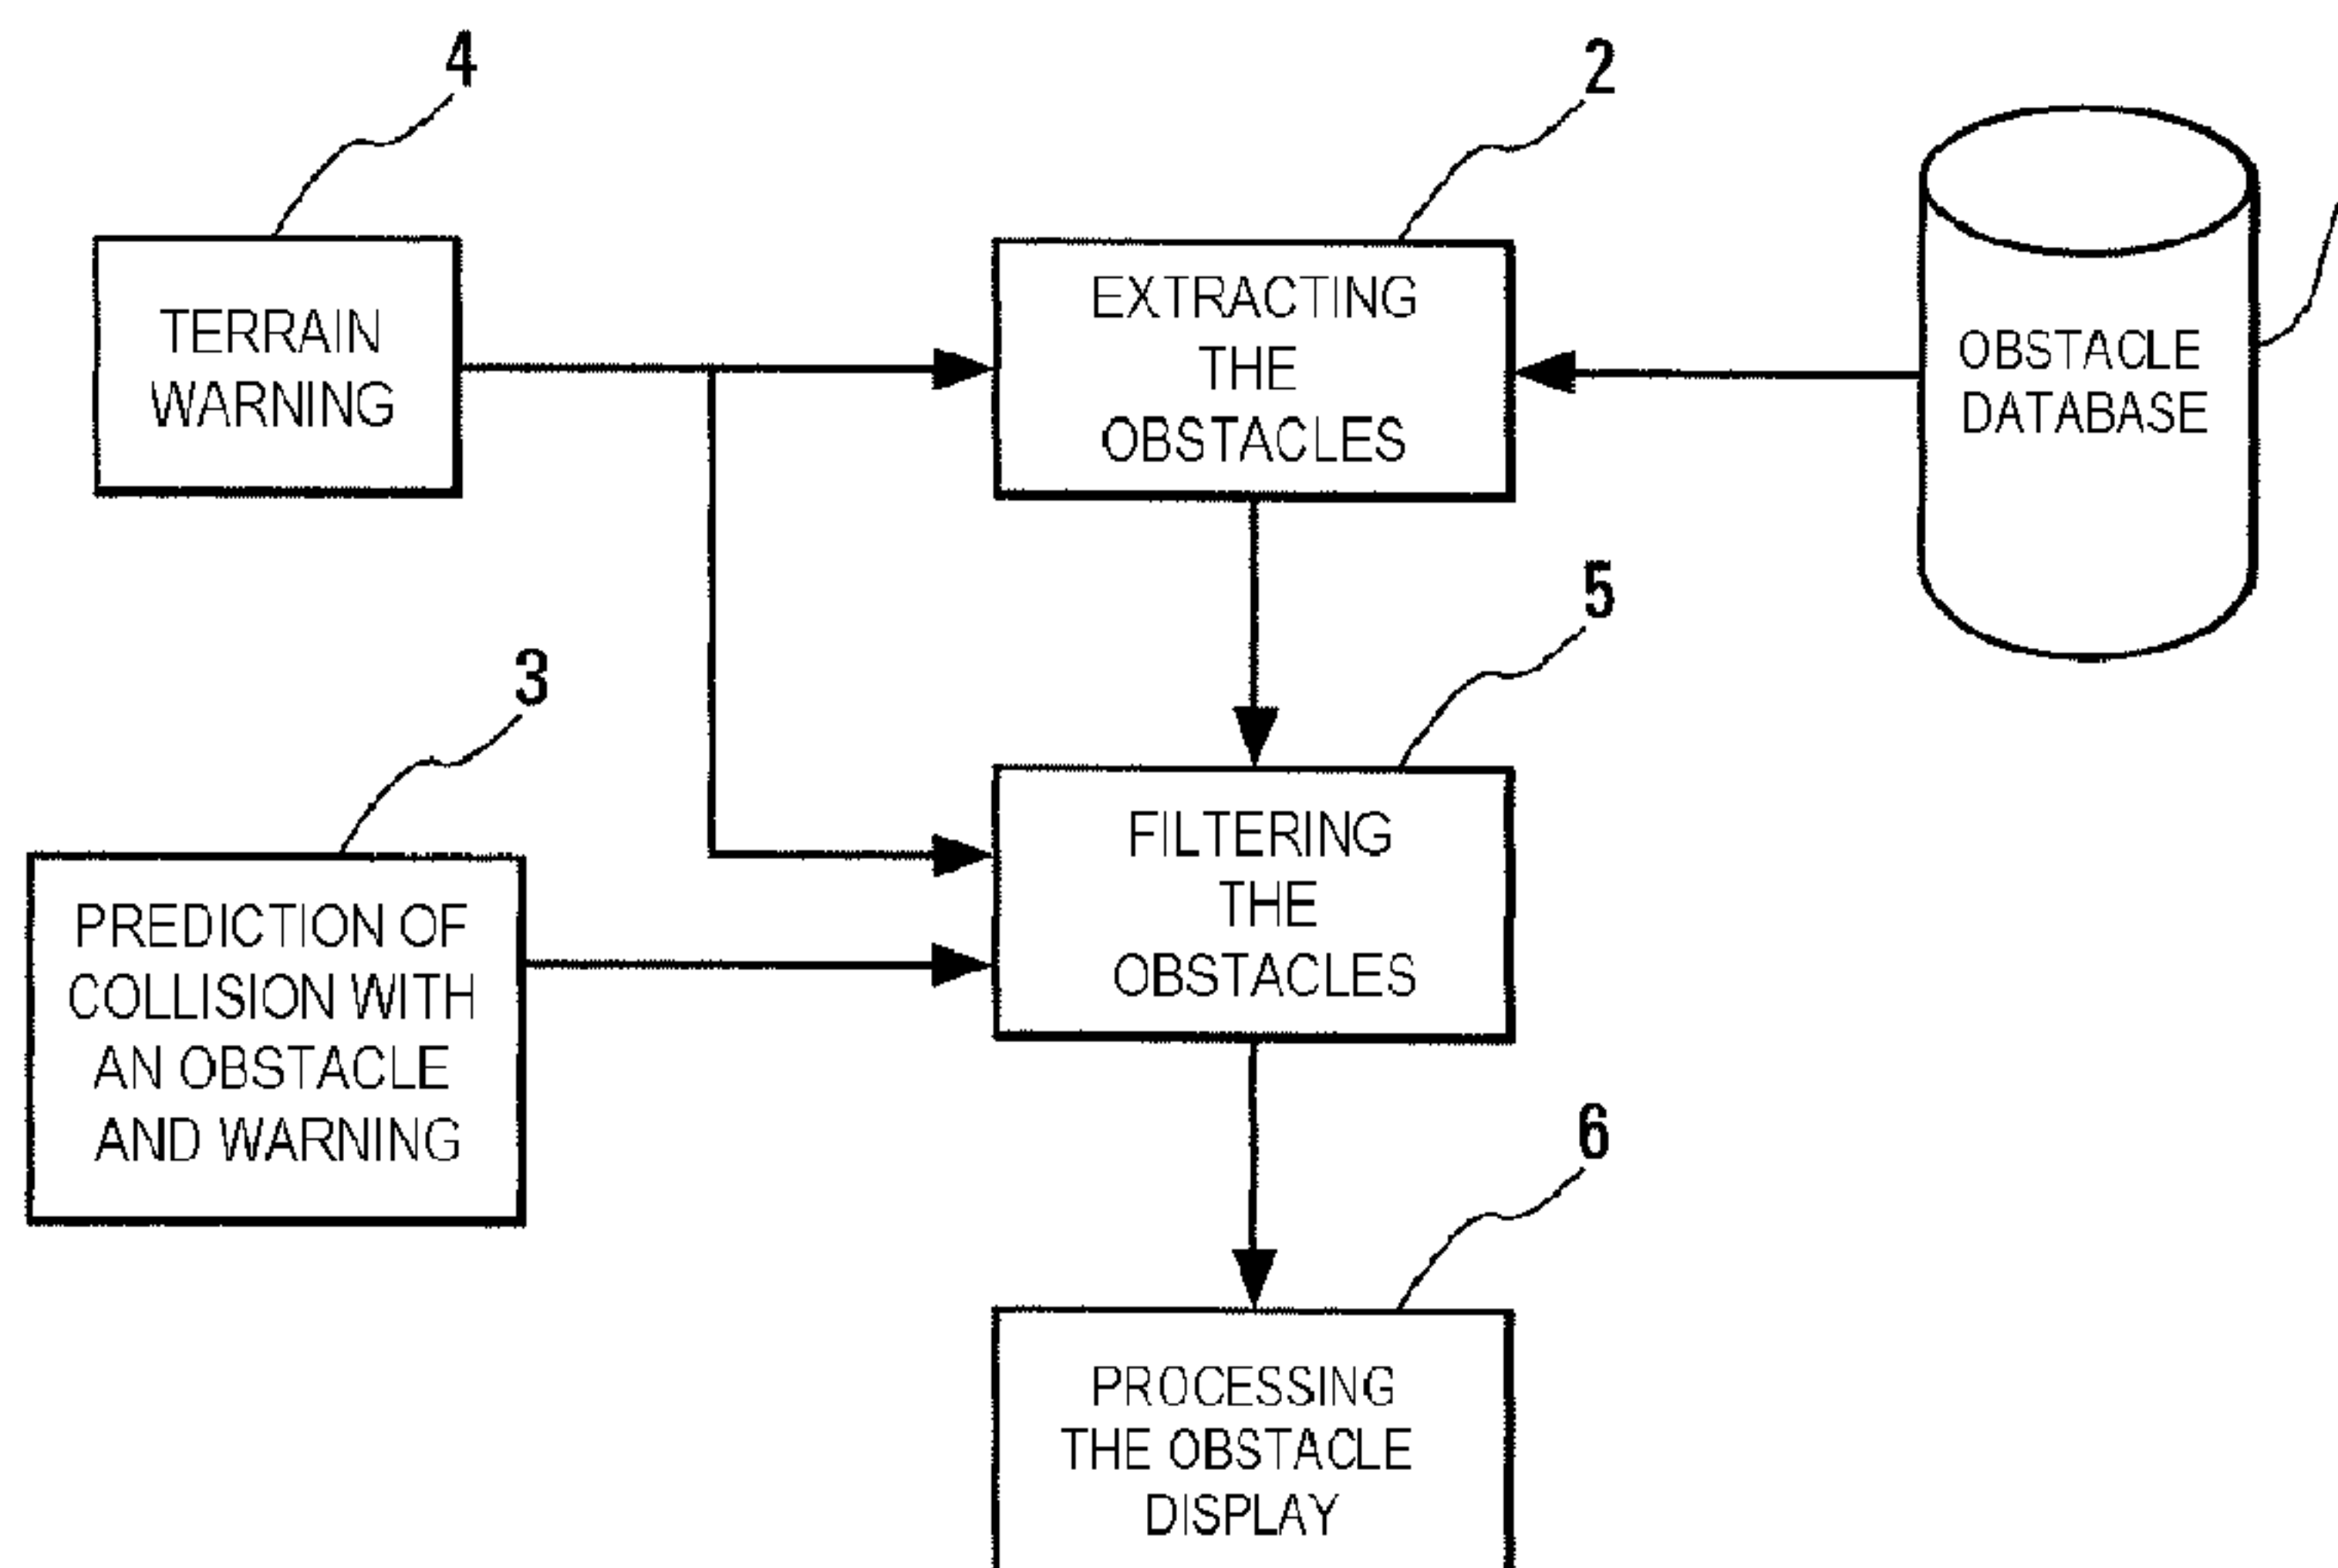 4
2
TERRAIN
WARNING
EXTRACTING
THE
OBSTACLES
OBSTACLE
DATABASE
3
5
PREDICTION OF
COLLISION WITH
AN OBSTACLE
AND WARNING
FILTERING
THE
OBSTACLES
6
PROCESSING
THE OBSTACLE
DISPLAY